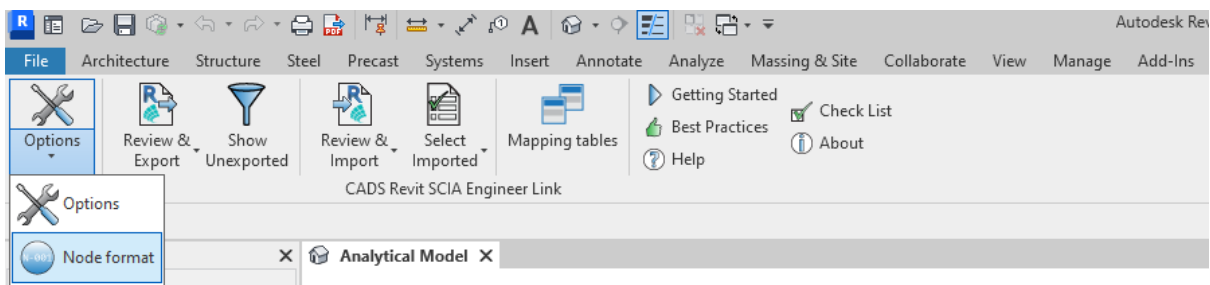 R PDF A Autodesk Rev
File Architecture Structure Steel Precast Systems Insert Annotate Analyze Massing & Site Collaborate View Manage Add-Ins
Options Review & Export Show Unexported Review & Import Select Imported Mapping tables
Getting Started
Best Practices
Help
Check List
About
CADS Revit SCIA Engineer Link
Options
N-001 Node format
Analytical Model